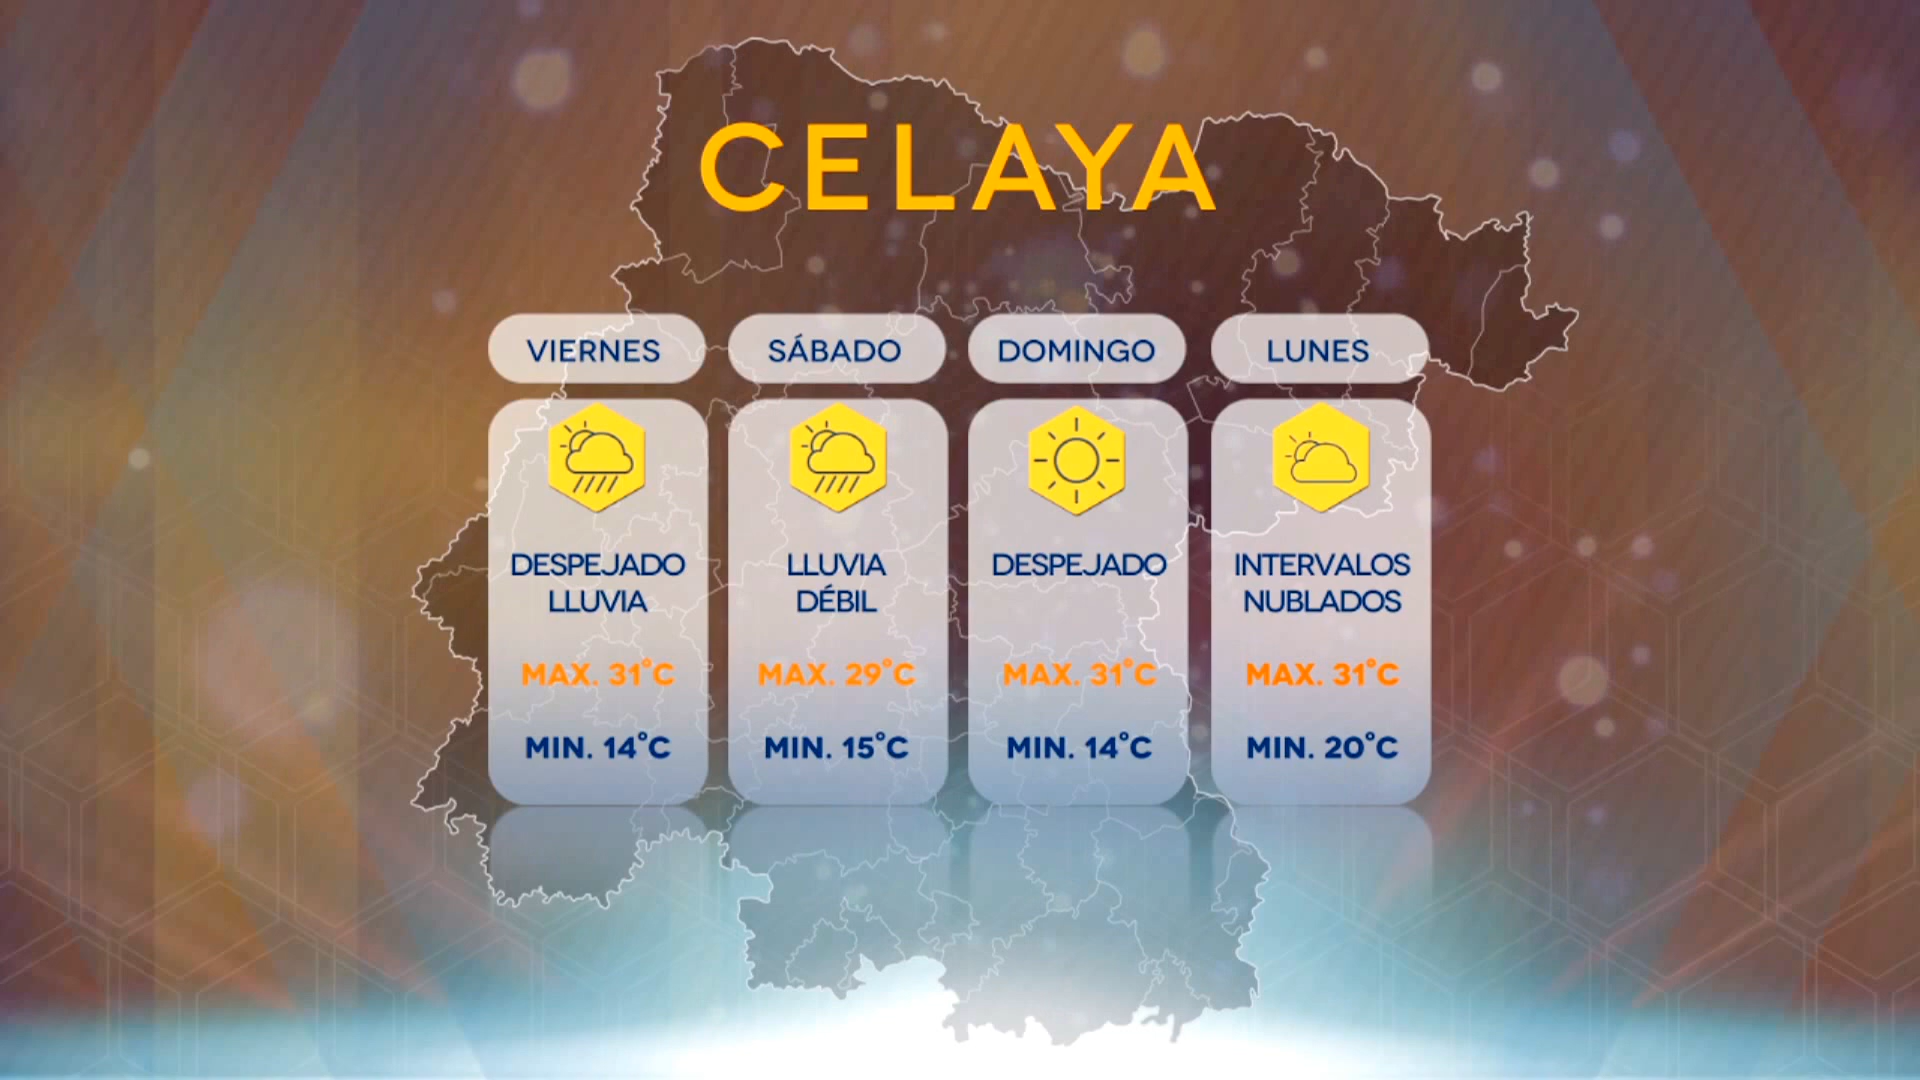 CELAYA
VIERNES
DESPEJADO
LLUVIA
MAX. 31°C
MIN. 14°C
SÁBADO
LLUVIA
DÉBIL
MAX. 29°C
MIN. 15°C
DOMINGO
DESPEJADO
MAX. 31°C
MIN. 14°C
LUNES
INTERVALOS
NUBLADOS
MAX. 31°C
MIN. 20°C